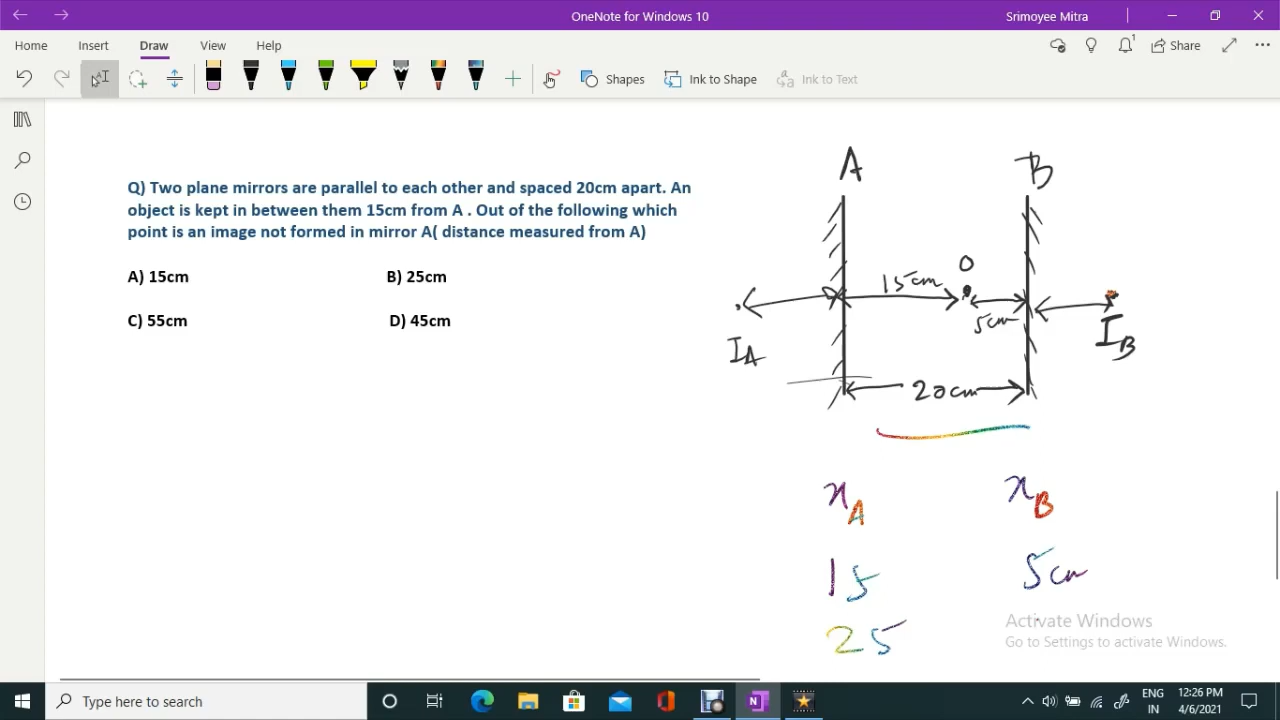 OneNote for Windows 10
Srimoyee Mitra
Home Insert Draw View Help
Share
Shapes
Ink to Shape
Ink to Text
Q) Two plane mirrors are parallel to each other and spaced 20cm apart. An
object is kept in between them 15cm from A . Out of the following which
point is an image not formed in mirror A( distance measured from A)
A) 15cm
B) 25cm
C) 55cm
D) 45cm
A
B
O
15cm
5cm
I_A
I_B
20cm
x_A
x_B
15
5cm
25
Activate Windows
Go to Settings to activate Windows.
Type here to search
ENG
IN
12:26 PM
4/6/2021